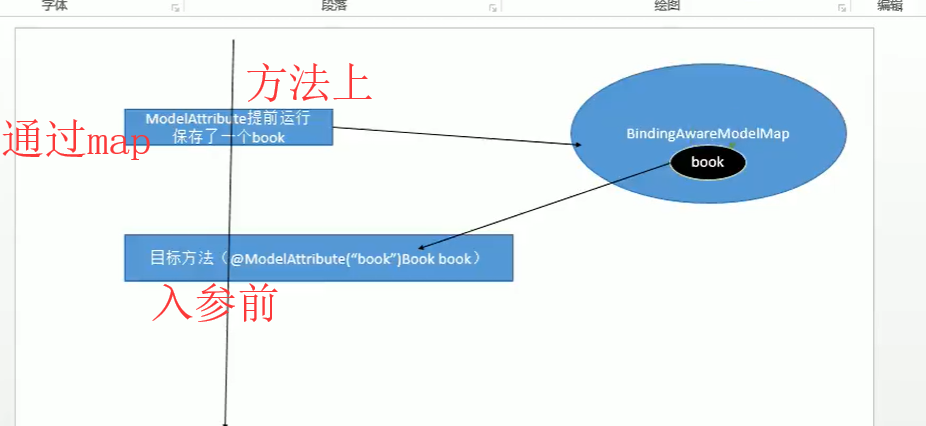 字体
段落
绘图
编辑
方法上
ModelAttribute提前运行
保存了一个book
通过map
BindingAwareModelMap
book
目标方法（@ModelAttribute(“book”)Book book）
入参前